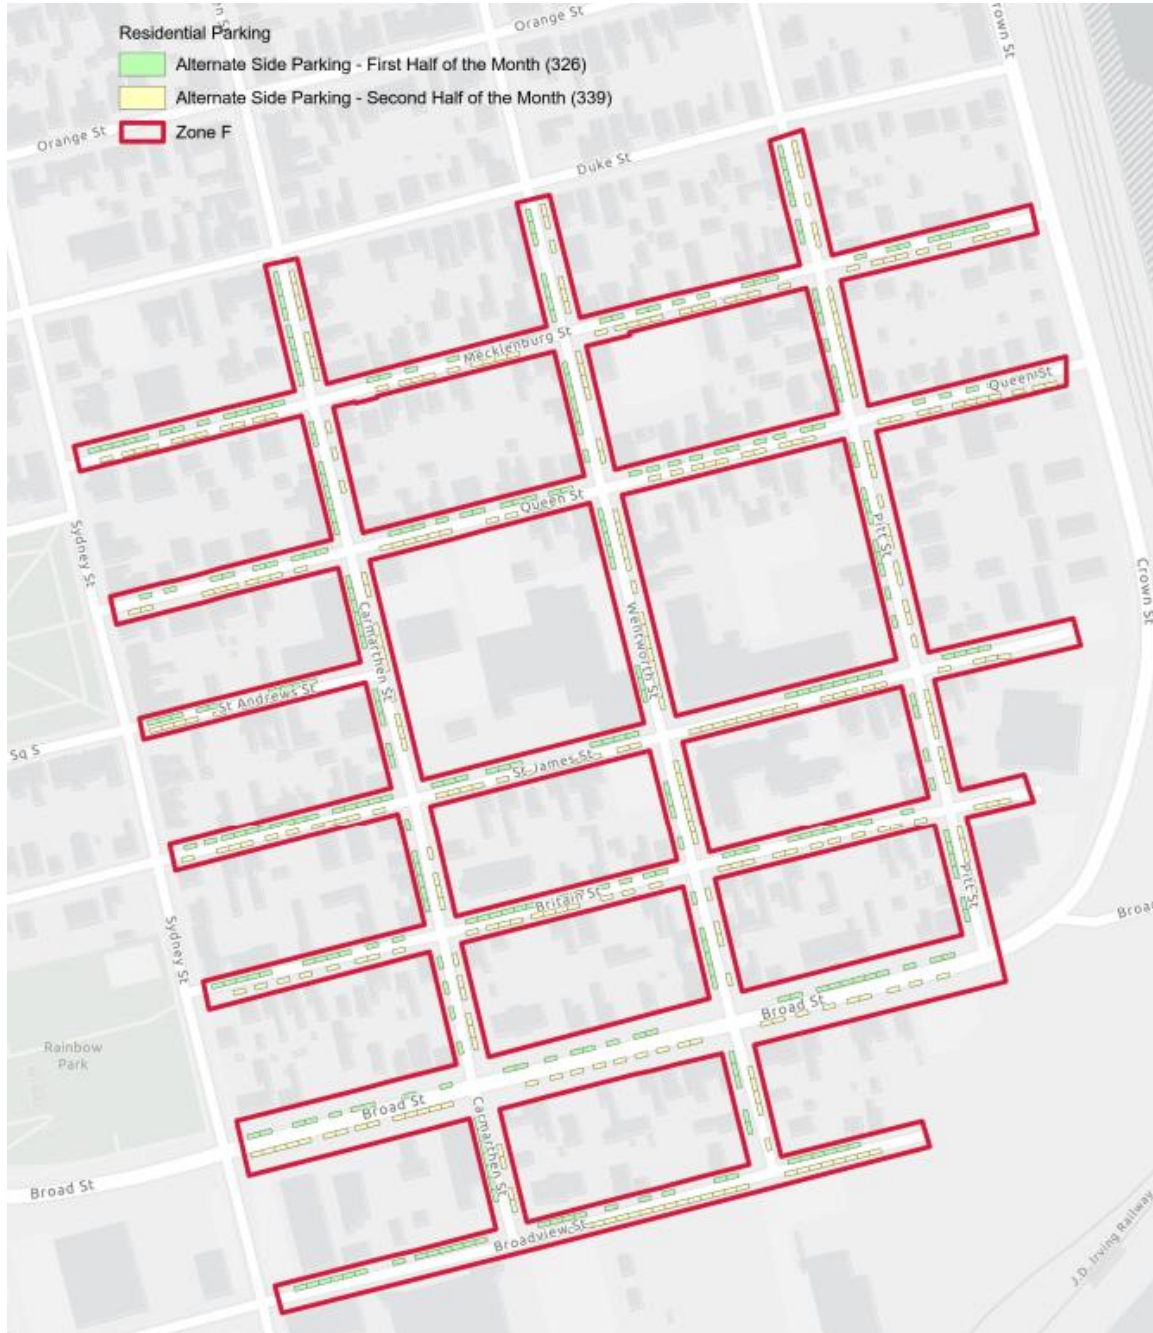 Orange St
Crown St
Residential Parking
Alternate Side Parking - First Half of the Month (326)
Alternate Side Parking - Second Half of the Month (339)
Orange St
Zone F
Duke St
Mecklenburg St
Queen St
Queen St
Sydney St
Pitt St
Crown St
Carmarthen St
Wentworth St
St Andrews St
Sq S
St James St
Britain St
Pitt St
Sydney St
Broad St
Rainbow
Park
Broad St
Carmarthen St
Broad St
Broadview St
J.D. Irving Railway